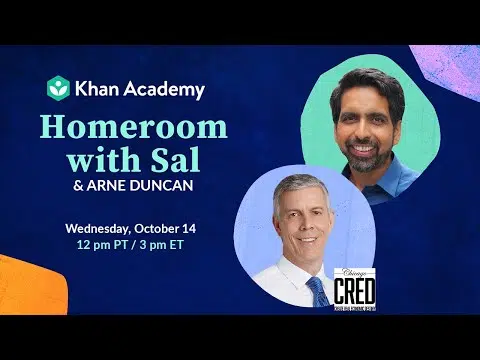 Khan Academy
Homeroom
with Sal
& ARNE DUNCAN
Wednesday, October 14
12 pm PT / 3 pm ET
Chicago
CRED